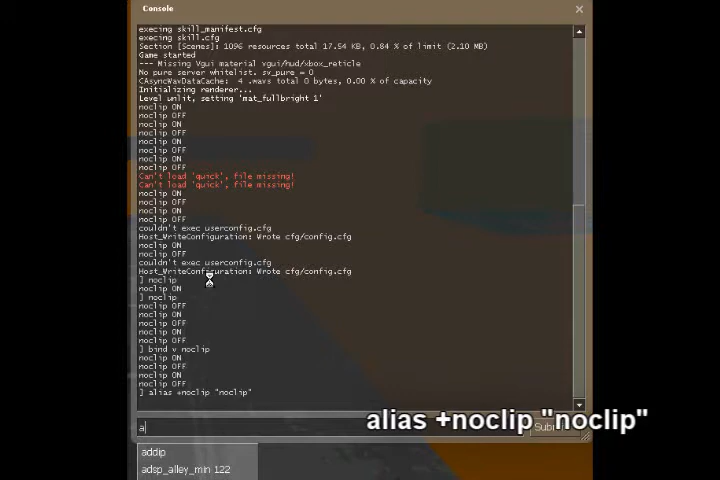 Console
execing skill_manifest.cfg
execing skill.cfg
Section [Scenes]: 1096 resources total 17.54 KB, 0.84 % of limit (2.10 MB)
Game started
--- Missing Vgui material vgui/hud/xbox_reticle
No pure server whitelist. sv_pure = 0
CAsyncWavDataCache:  4 .wavs total 0 bytes, 0.00 % of capacity
Initializing renderer...
Level unlit, setting 'mat_fullbright 1'
noclip ON
noclip OFF
noclip ON
noclip OFF
noclip ON
noclip OFF
noclip ON
noclip OFF
Can't load 'quick', file missing!
Can't load 'quick', file missing!
noclip ON
noclip OFF
noclip ON
noclip OFF
couldn't exec userconfig.cfg
Host_WriteConfiguration: Wrote cfg/config.cfg
noclip ON
noclip OFF
couldn't exec userconfig.cfg
Host_WriteConfiguration: Wrote cfg/config.cfg
] noclip
noclip ON
] noclip
noclip OFF
noclip ON
noclip OFF
noclip ON
noclip OFF
] bind v noclip
noclip ON
noclip OFF
noclip ON
noclip OFF
] alias +noclip "noclip"
alias +noclip "noclip"
a
Sub
addip
adsp_alley_min 122